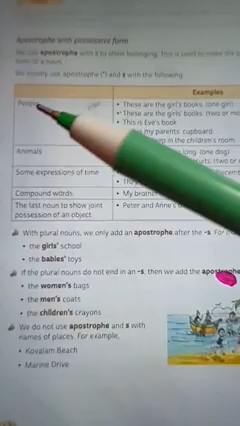 Apostrophe with possessive form
We use apostrophe with s to show belonging. This is used to make the
form of a noun.
We mostly use apostrophe (') and s with the following
Examples
People
• These are the girl's books (one girl)
• These are the girls' books (two or
• This is Eve's book
my parents' cupboard
in the children's room
Animals
long (one dog)
(two or
Some expressions of time
Compound words
• My brother
The last noun to show joint
possession of an object
• Peter and Anne's
With plural nouns, we only add an apostrophe after the -s. For
• the girls' school
• the babies' toys
If the plural nouns do not end in an -s, then we add the apostrophe
• the women's bags
• the men's coats
• the children's crayons
We do not use apostrophe and s with
names of places. For example,
• Kovalam Beach
• Marine Drive